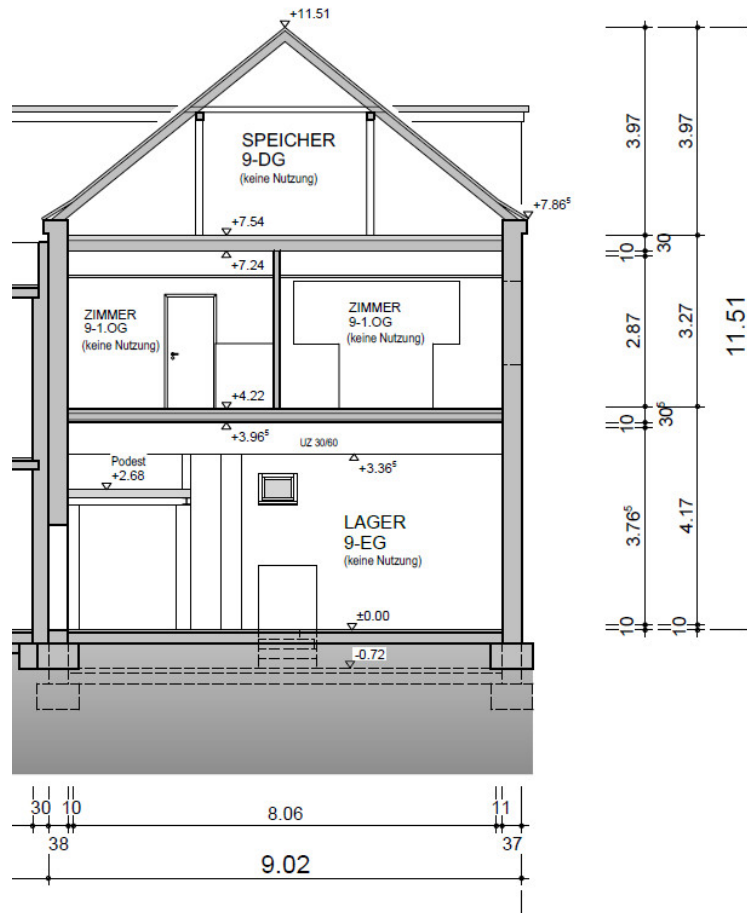 +11.51
SPEICHER
9-DG
(keine Nutzung)
+7.86⁵
+7.54
+7.24
ZIMMER
9-1.OG
(keine Nutzung)
ZIMMER
9-1.OG
(keine Nutzung)
+4.22
+3.96⁵
UZ 30/60
Podest
+2.68
+3.36⁵
LAGER
9-EG
(keine Nutzung)
±0.00
-0.72
3.97
10
2.87
10
3.76⁵
10
3.97
30
3.27
30⁵
4.17
10
11.51
30
10
8.06
11
38
37
9.02